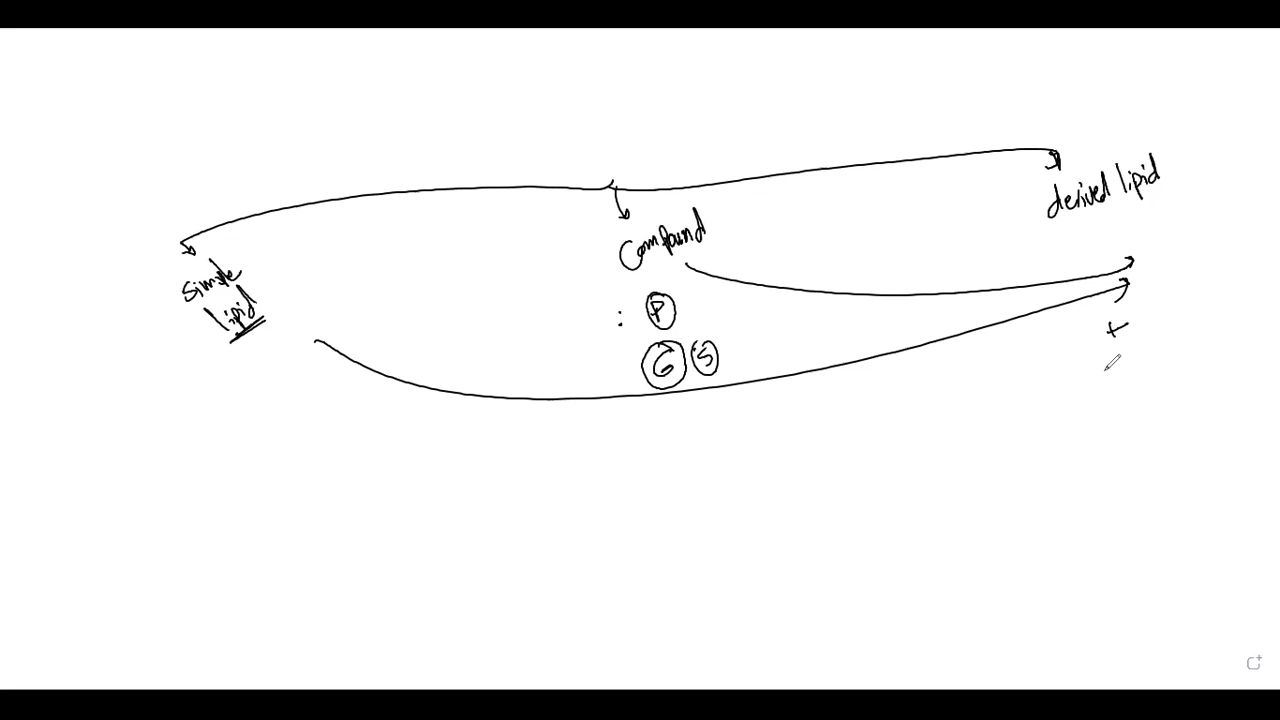 simple
lipid
Compound
derived lipid
: P
G S
+